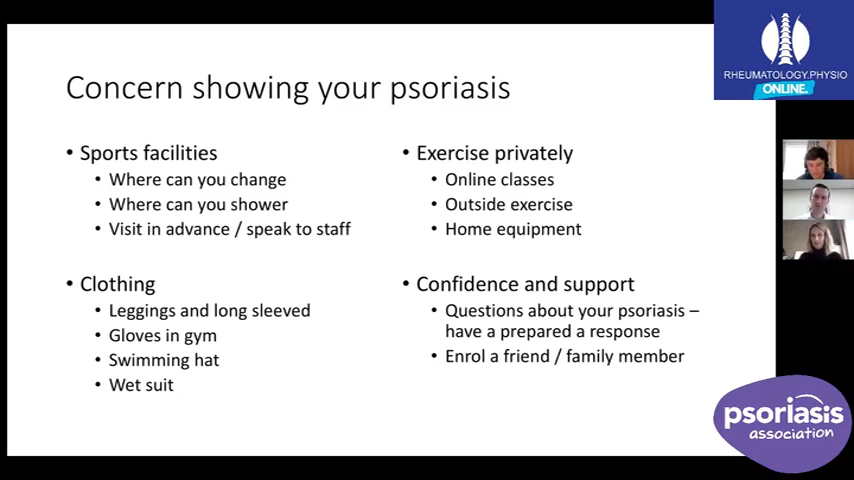 Concern showing your psoriasis
• Sports facilities
• Where can you change
• Where can you shower
• Visit in advance / speak to staff
• Clothing
• Leggings and long sleeved
• Gloves in gym
• Swimming hat
• Wet suit
• Exercise privately
• Online classes
• Outside exercise
• Home equipment
• Confidence and support
• Questions about your psoriasis –
have a prepared a response
• Enrol a friend / family member
RHEUMATOLOGY.PHYSIO
ONLINE.
psoriasis
association